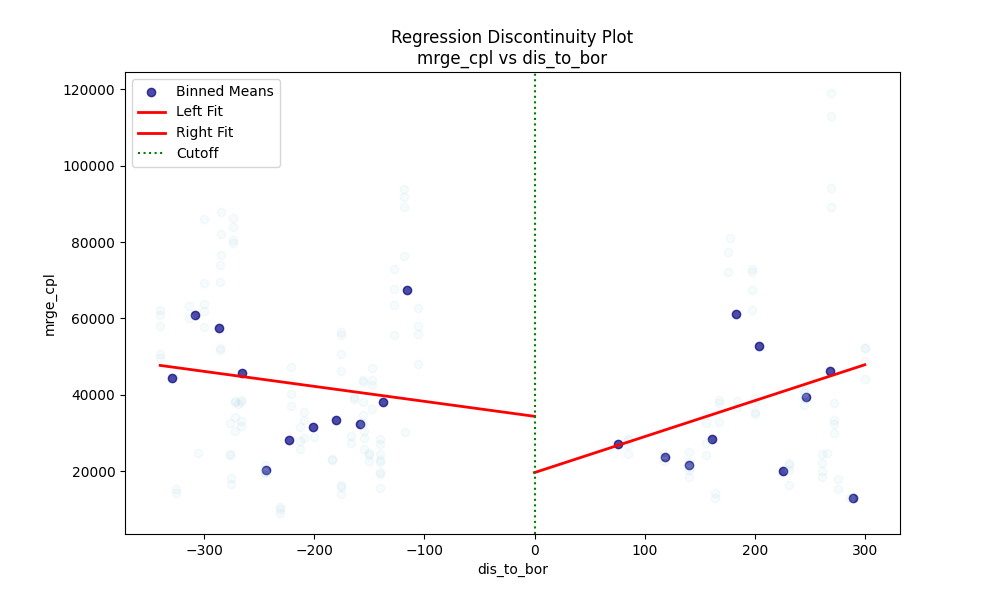 Regression Discontinuity Plot
mrge_cpl vs dis_to_bor
Binned Means
Left Fit
Right Fit
Cutoff
120000
100000
80000
60000
40000
20000
mrge_cpl
−300
−200
−100
0
100
200
300
dis_to_bor